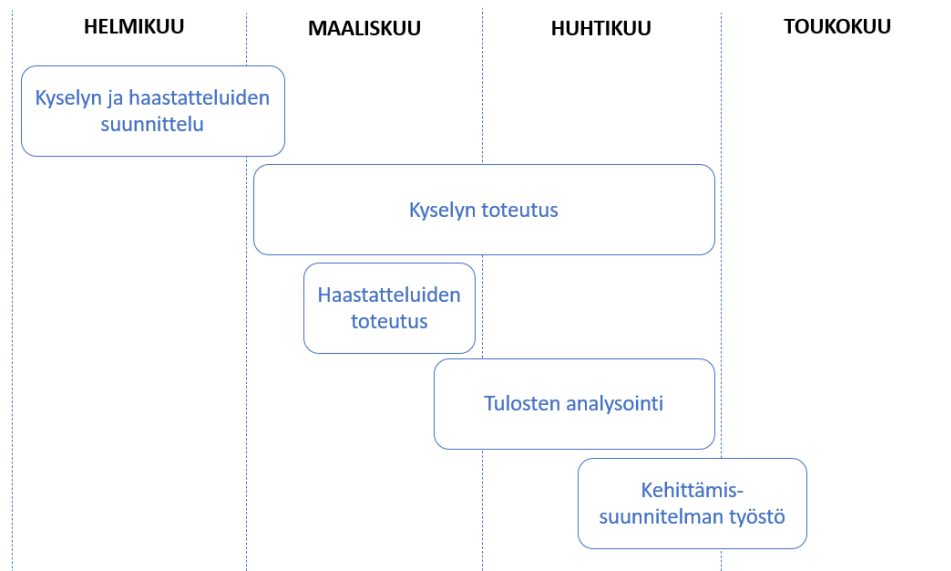 HELMIKUU
MAALISKUU
HUHTIKUU
TOUKOKUU
Kyselyn ja haastatteluiden
suunnittelu
Kyselyn toteutus
Haastatteluiden
toteutus
Tulosten analysointi
Kehittämis-
suunnitelman työstö